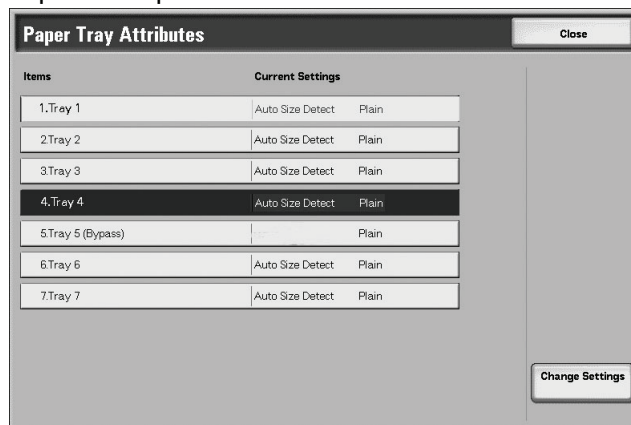 Paper Tray Attributes Close
Items Current Settings
1.Tray 1 Auto Size Detect Plain
2.Tray 2 Auto Size Detect Plain
3.Tray 3 Auto Size Detect Plain
4.Tray 4 Auto Size Detect Plain
5.Tray 5 (Bypass) Plain
6.Tray 6 Auto Size Detect Plain
7.Tray 7 Auto Size Detect Plain
Change Settings